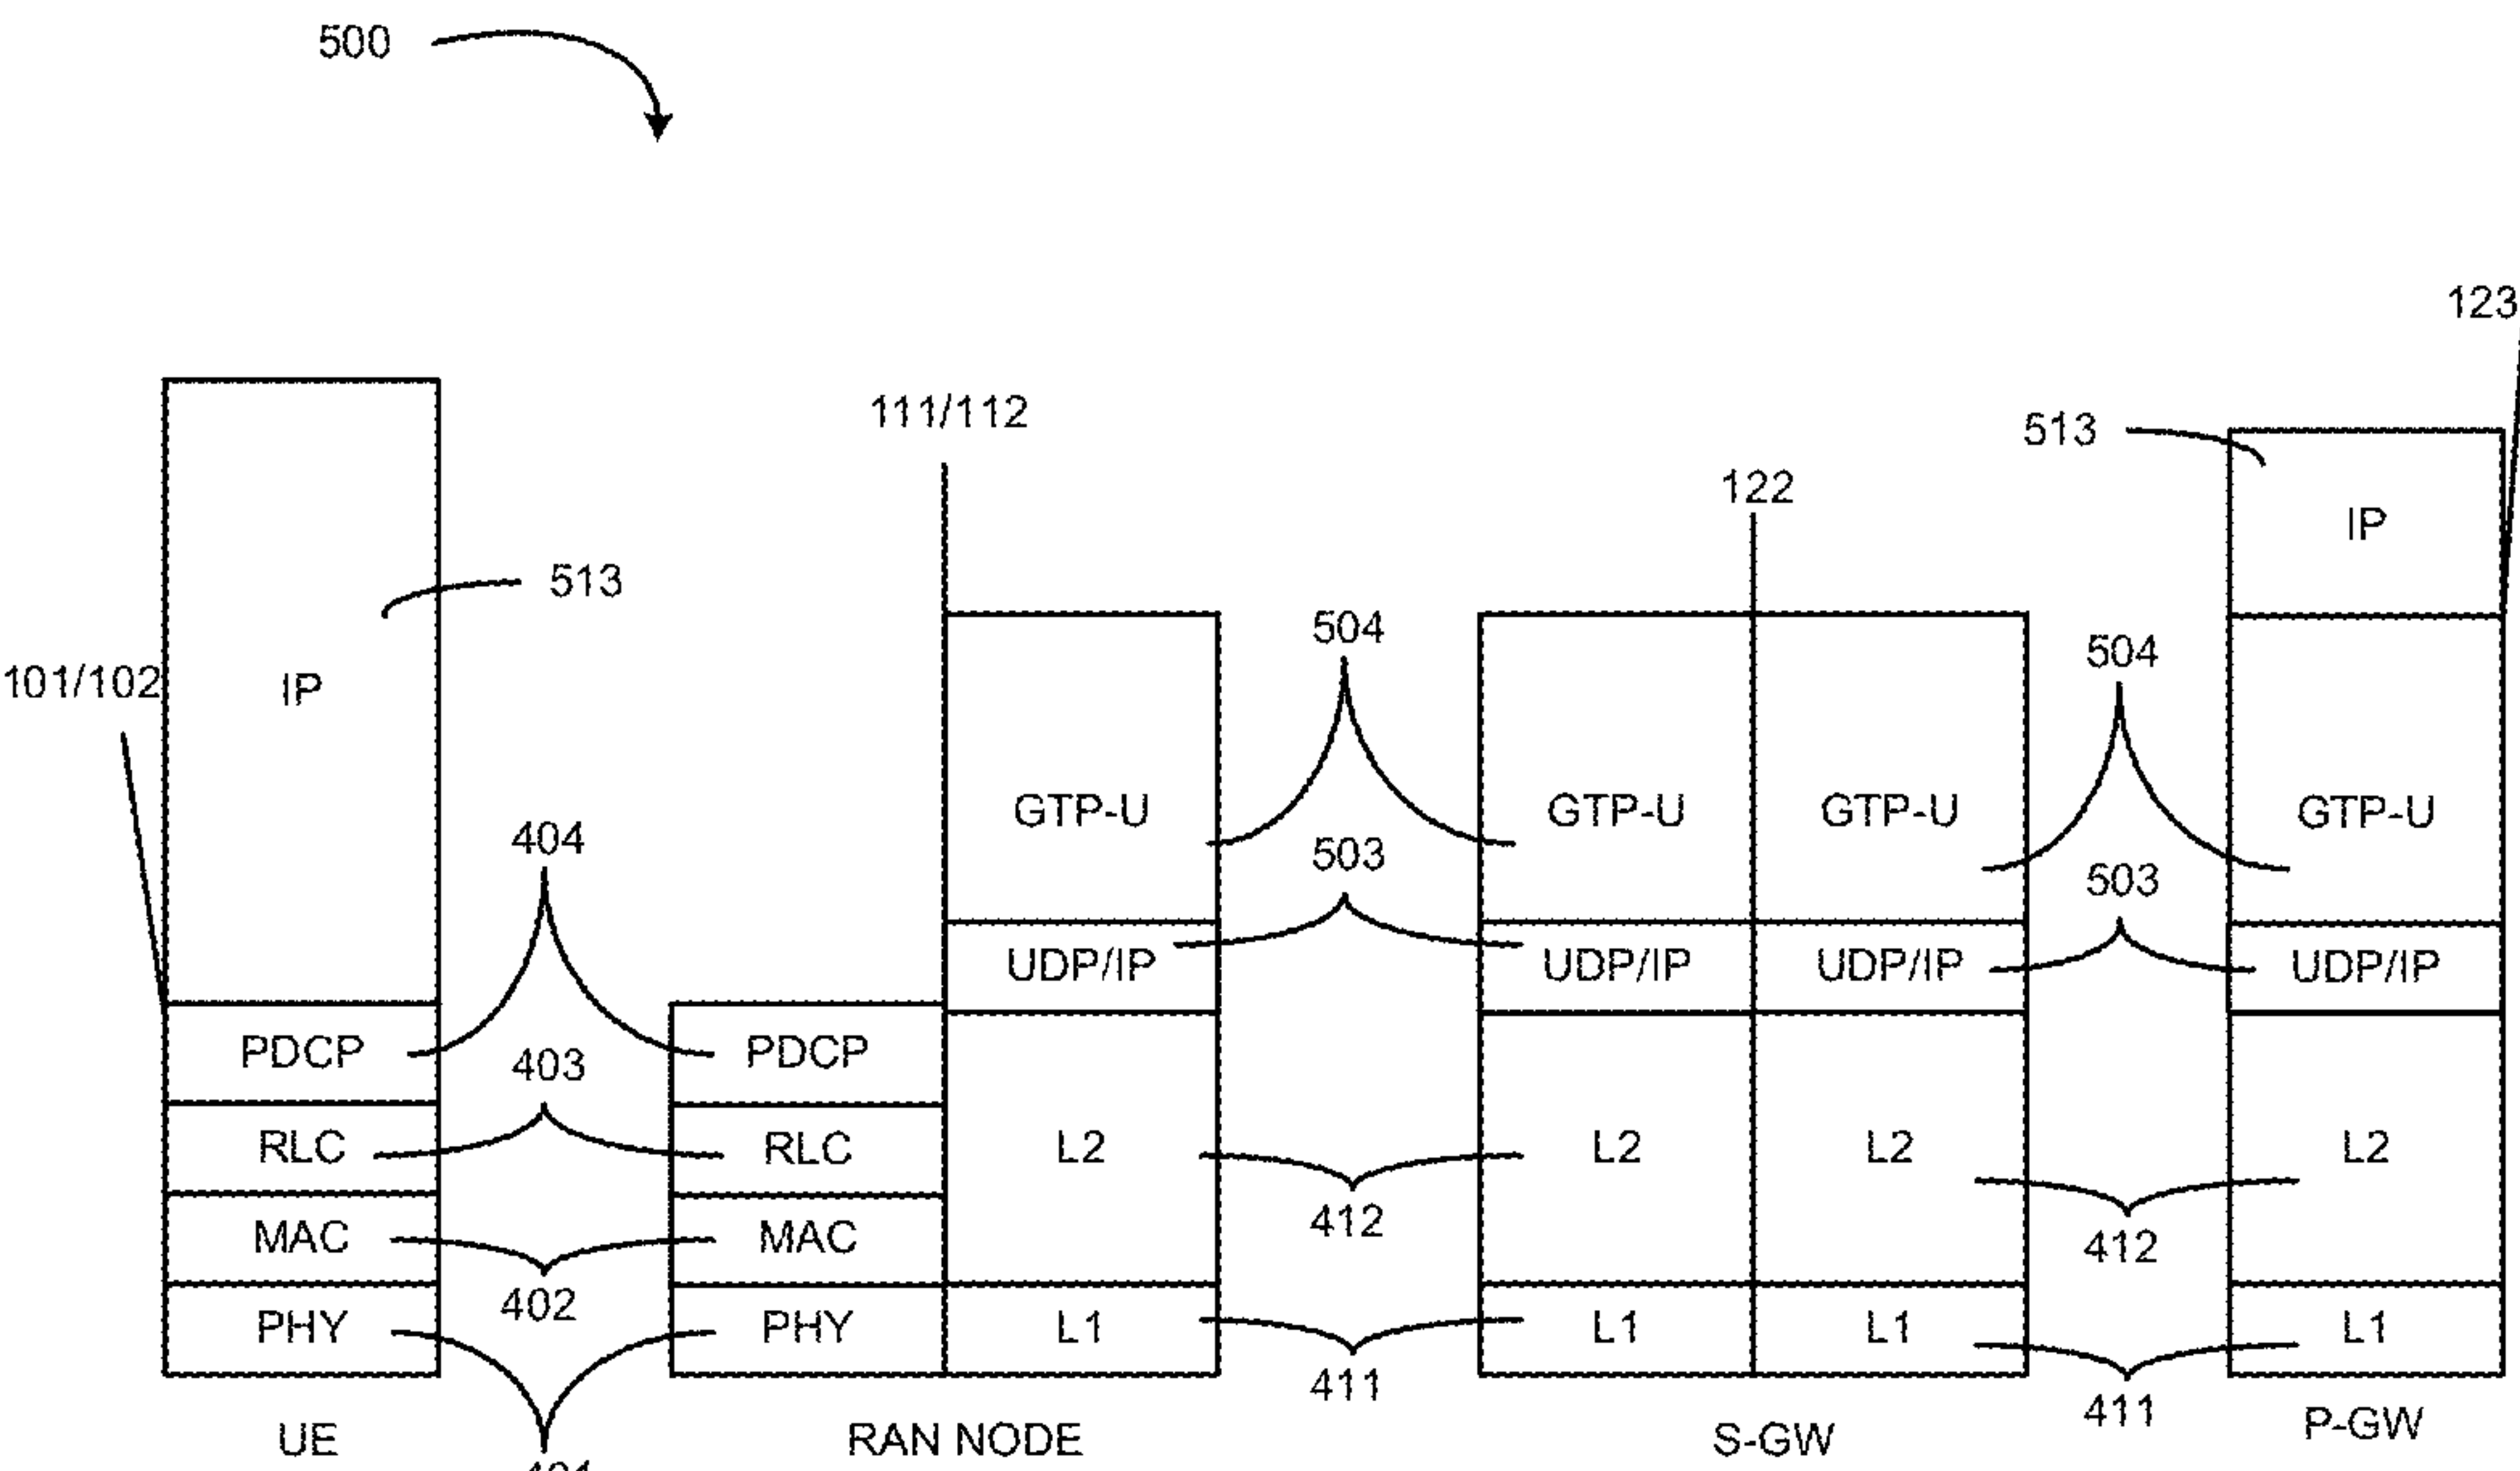 500
123
111/112
513
122
IP
513
504
504
101/102
IP
GTP-U
GTP-U
GTP-U
GTP-U
404
503
503
UDP/IP
UDP/IP
UDP/IP
UDP/IP
PDCP
PDCP
403
RLC
RLC
L2
L2
L2
L2
412
412
MAC
MAC
402
PHY
PHY
L1
L1
L1
L1
411
411
UE
RAN NODE
S-GW
P-GW